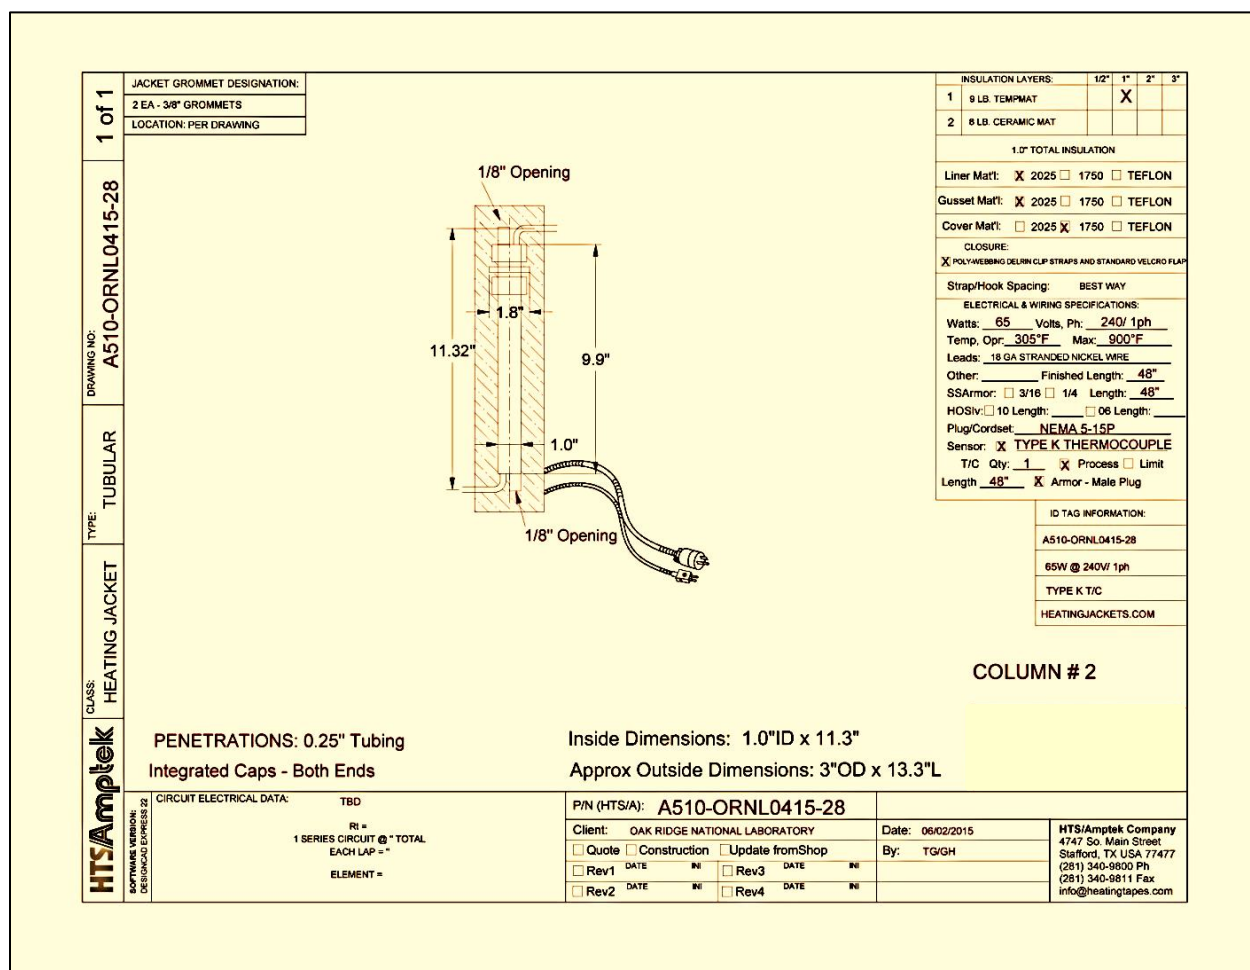 JACKET GROMMET DESIGNATION:
2 EA - 3/8" GROMMETS
LOCATION: PER DRAWING
1 of 1
DRAWING NO:
A510-ORNL0415-28
TYPE:
TUBULAR
CLASS:
HEATING JACKET
HTS/Amptek
1/8" Opening
1.8"
11.32"
9.9"
1.0"
1/8" Opening
INSULATION LAYERS: 1/2" 1" 2" 3"
1 9 LB. TEMPMAT X
2 8 LB. CERAMIC MAT
1.0" TOTAL INSULATION
Liner Mat'l: X 2025 1750 TEFLON
Gusset Mat'l: X 2025 1750 TEFLON
Cover Mat'l: 2025 X 1750 TEFLON
CLOSURE:
X POLY-WEBBING DELRIN CLIP STRAPS AND STANDARD VELCRO FLAP
Strap/Hook Spacing: BEST WAY
ELECTRICAL & WIRING SPECIFICATIONS:
Watts: 65 Volts, Ph: 240/ 1ph
Temp, Opr: 305°F Max: 900°F
Leads: 18 GA STRANDED NICKEL WIRE
Other: Finished Length: 48"
SSArmor: 3/16 1/4 Length: 48"
HOSlv: 10 Length: 06 Length:
Plug/Cordset: NEMA 5-15P
Sensor: X TYPE K THERMOCOUPLE
T/C Qty: 1 X Process Limit
Length 48" X Armor - Male Plug
ID TAG INFORMATION:
A510-ORNL0415-28
65W @ 240V/ 1ph
TYPE K T/C
HEATINGJACKETS.COM
COLUMN # 2
PENETRATIONS: 0.25" Tubing
Integrated Caps - Both Ends
Inside Dimensions: 1.0"ID x 11.3"
Approx Outside Dimensions: 3"OD x 13.3"L
SOFTWARE VERSION:
DESIGNCAD EXPRESS 22
CIRCUIT ELECTRICAL DATA: TBD
Rt =
1 SERIES CIRCUIT @ " TOTAL
EACH LAP = "
ELEMENT =
P/N (HTS/A): A510-ORNL0415-28
Client: OAK RIDGE NATIONAL LABORATORY
Date: 06/02/2015
Quote Construction Update fromShop
By: TG/GH
Rev1 DATE INI Rev3 DATE INI
Rev2 DATE INI Rev4 DATE INI
HTS/Amptek Company
4747 So. Main Street
Stafford, TX USA 77477
(281) 340-9800 Ph
(281) 340-9811 Fax
info@heatingtapes.com